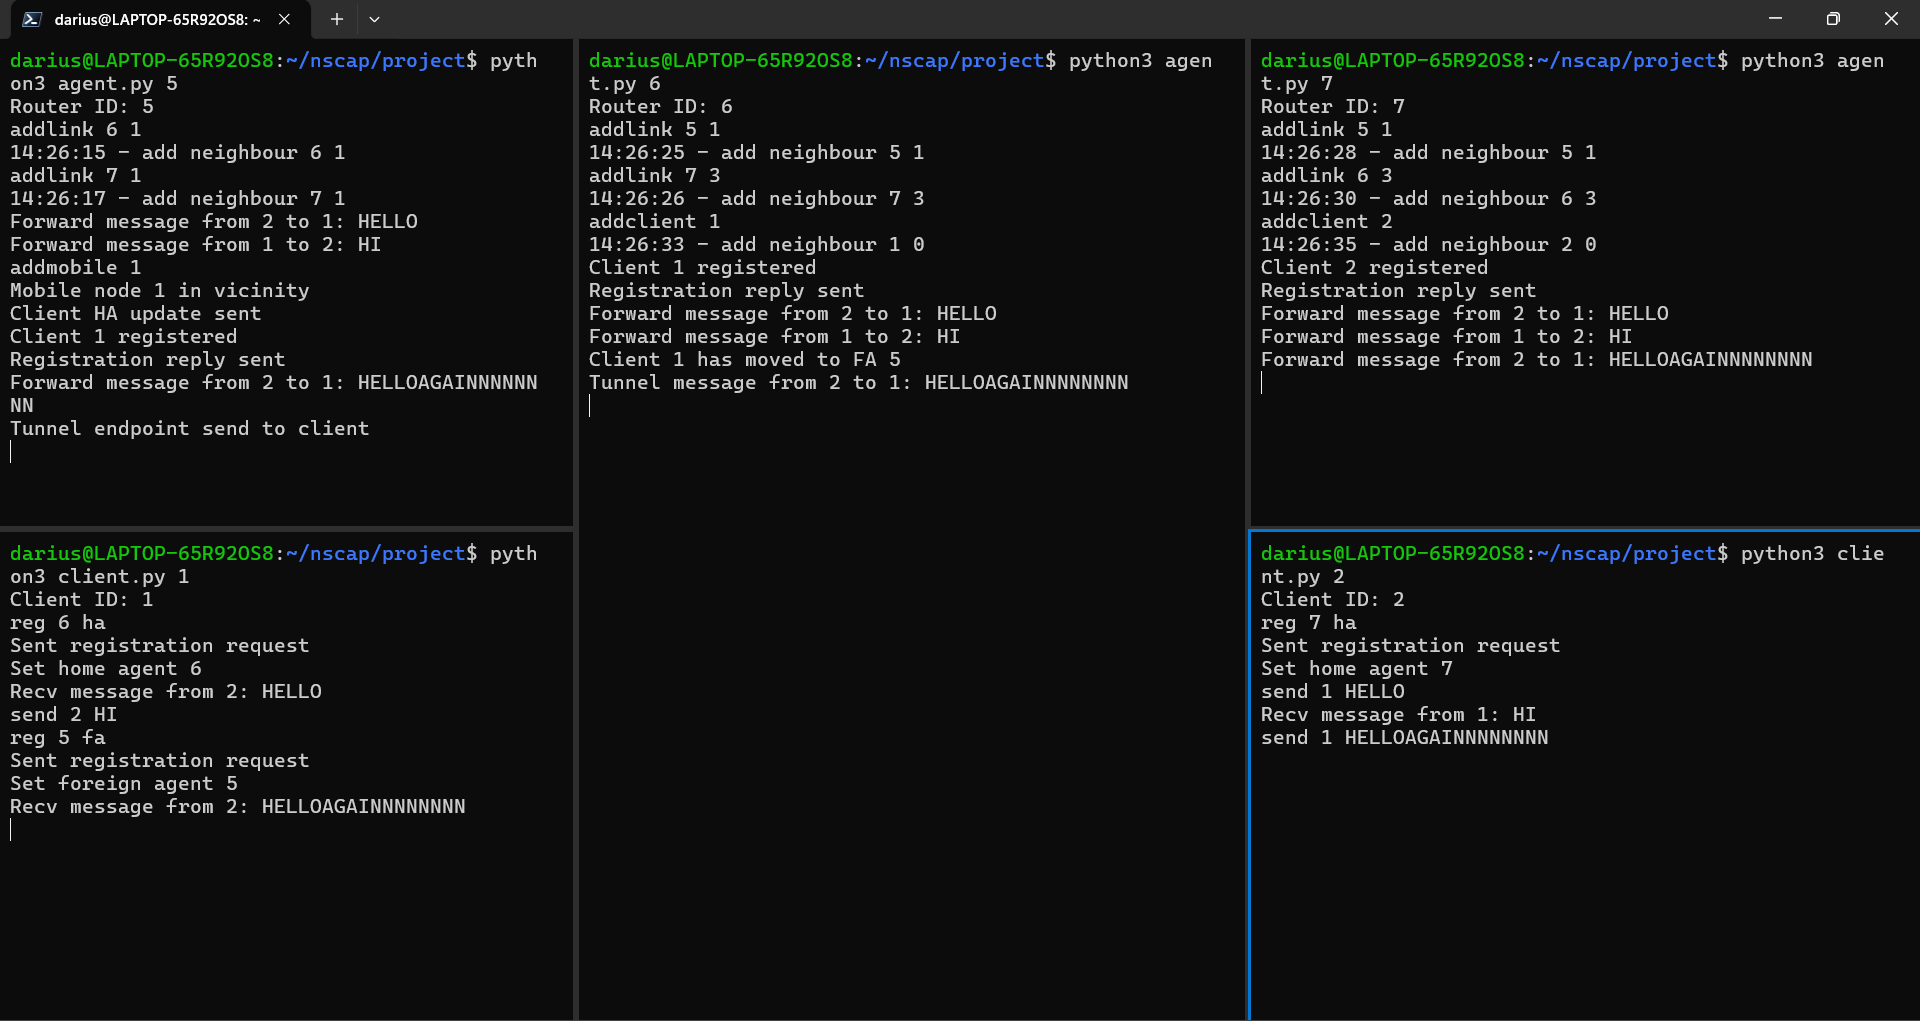 darius@LAPTOP-65R92OS8: ~
darius@LAPTOP-65R92OS8:~/nscap/project$ pyth
on3 agent.py 5
Router ID: 5
addlink 6 1
14:26:15 - add neighbour 6 1
addlink 7 1
14:26:17 - add neighbour 7 1
Forward message from 2 to 1: HELLO
Forward message from 1 to 2: HI
addmobile 1
Mobile node 1 in vicinity
Client HA update sent
Client 1 registered
Registration reply sent
Forward message from 2 to 1: HELLOAGAINNNNNN
NN
Tunnel endpoint send to client
darius@LAPTOP-65R92OS8:~/nscap/project$ pyth
on3 client.py 1
Client ID: 1
reg 6 ha
Sent registration request
Set home agent 6
Recv message from 2: HELLO
send 2 HI
reg 5 fa
Sent registration request
Set foreign agent 5
Recv message from 2: HELLOAGAINNNNNNNN
darius@LAPTOP-65R92OS8:~/nscap/project$ python3 agen
t.py 6
Router ID: 6
addlink 5 1
14:26:25 - add neighbour 5 1
addlink 7 3
14:26:26 - add neighbour 7 3
addclient 1
14:26:33 - add neighbour 1 0
Client 1 registered
Registration reply sent
Forward message from 2 to 1: HELLO
Forward message from 1 to 2: HI
Client 1 has moved to FA 5
Tunnel message from 2 to 1: HELLOAGAINNNNNNNN
darius@LAPTOP-65R92OS8:~/nscap/project$ python3 agen
t.py 7
Router ID: 7
addlink 5 1
14:26:28 - add neighbour 5 1
addlink 6 3
14:26:30 - add neighbour 6 3
addclient 2
14:26:35 - add neighbour 2 0
Client 2 registered
Registration reply sent
Forward message from 2 to 1: HELLO
Forward message from 1 to 2: HI
Forward message from 2 to 1: HELLOAGAINNNNNNNN
darius@LAPTOP-65R92OS8:~/nscap/project$ python3 clie
nt.py 2
Client ID: 2
reg 7 ha
Sent registration request
Set home agent 7
send 1 HELLO
Recv message from 1: HI
send 1 HELLOAGAINNNNNNNN